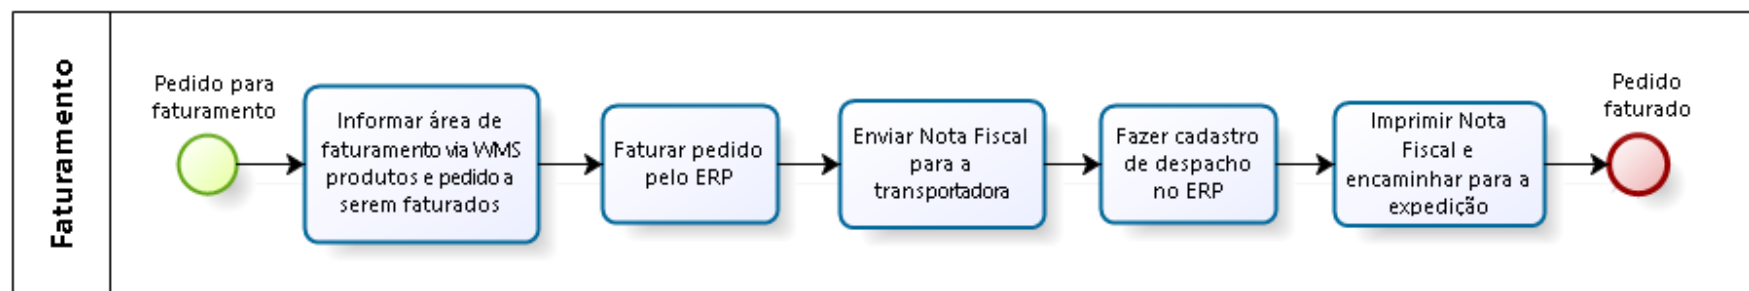 Faturamento
Pedido para
faturamento
Informar área de
faturamento via WMS
produtos e pedido a
serem faturados
Faturar pedido
pelo ERP
Enviar Nota Fiscal
para a
transportadora
Fazer cadastro
de despacho
no ERP
Imprimir Nota
Fiscal e
encaminhar para a
expedição
Pedido
faturado